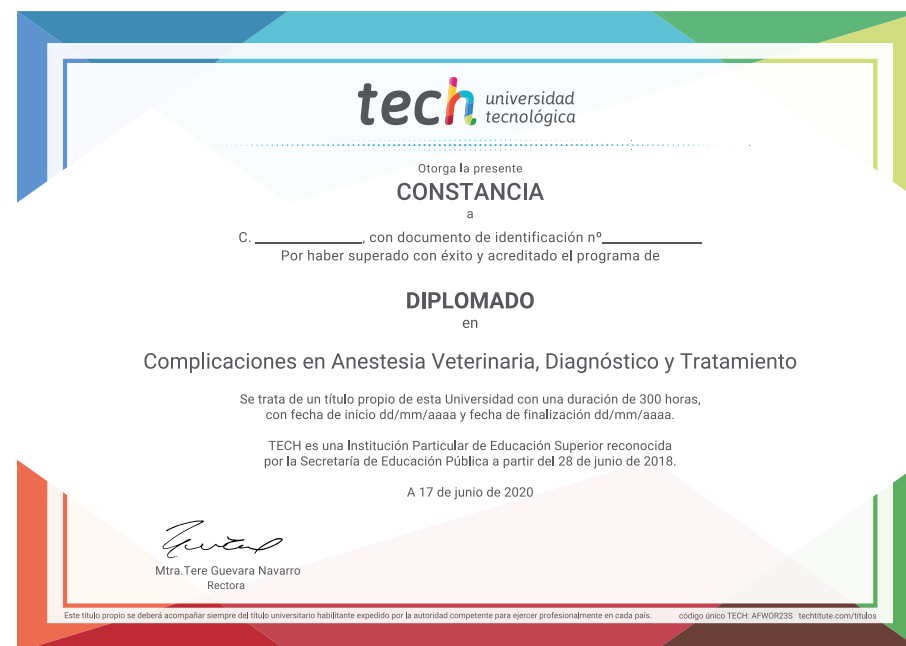 tech universidad
tecnológica
Otorga la presente
CONSTANCIA
a
C. ______________, con documento de identificación nº_____________
Por haber superado con éxito y acreditado el programa de
DIPLOMADO
en
Complicaciones en Anestesia Veterinaria, Diagnóstico y Tratamiento
Se trata de un título propio de esta Universidad con una duración de 300 horas,
con fecha de inicio dd/mm/aaaa y fecha de finalización dd/mm/aaaa.
TECH es una Institución Particular de Educación Superior reconocida
por la Secretaría de Educación Pública a partir del 28 de junio de 2018.
A 17 de junio de 2020
Mtra.Tere Guevara Navarro
Rectora
Este título propio se deberá acompañar siempre del título universitario habilitante expedido por la autoridad competente para ejercer profesionalmente en cada país. código único TECH: AFWOR23S techtitute.com/titulos